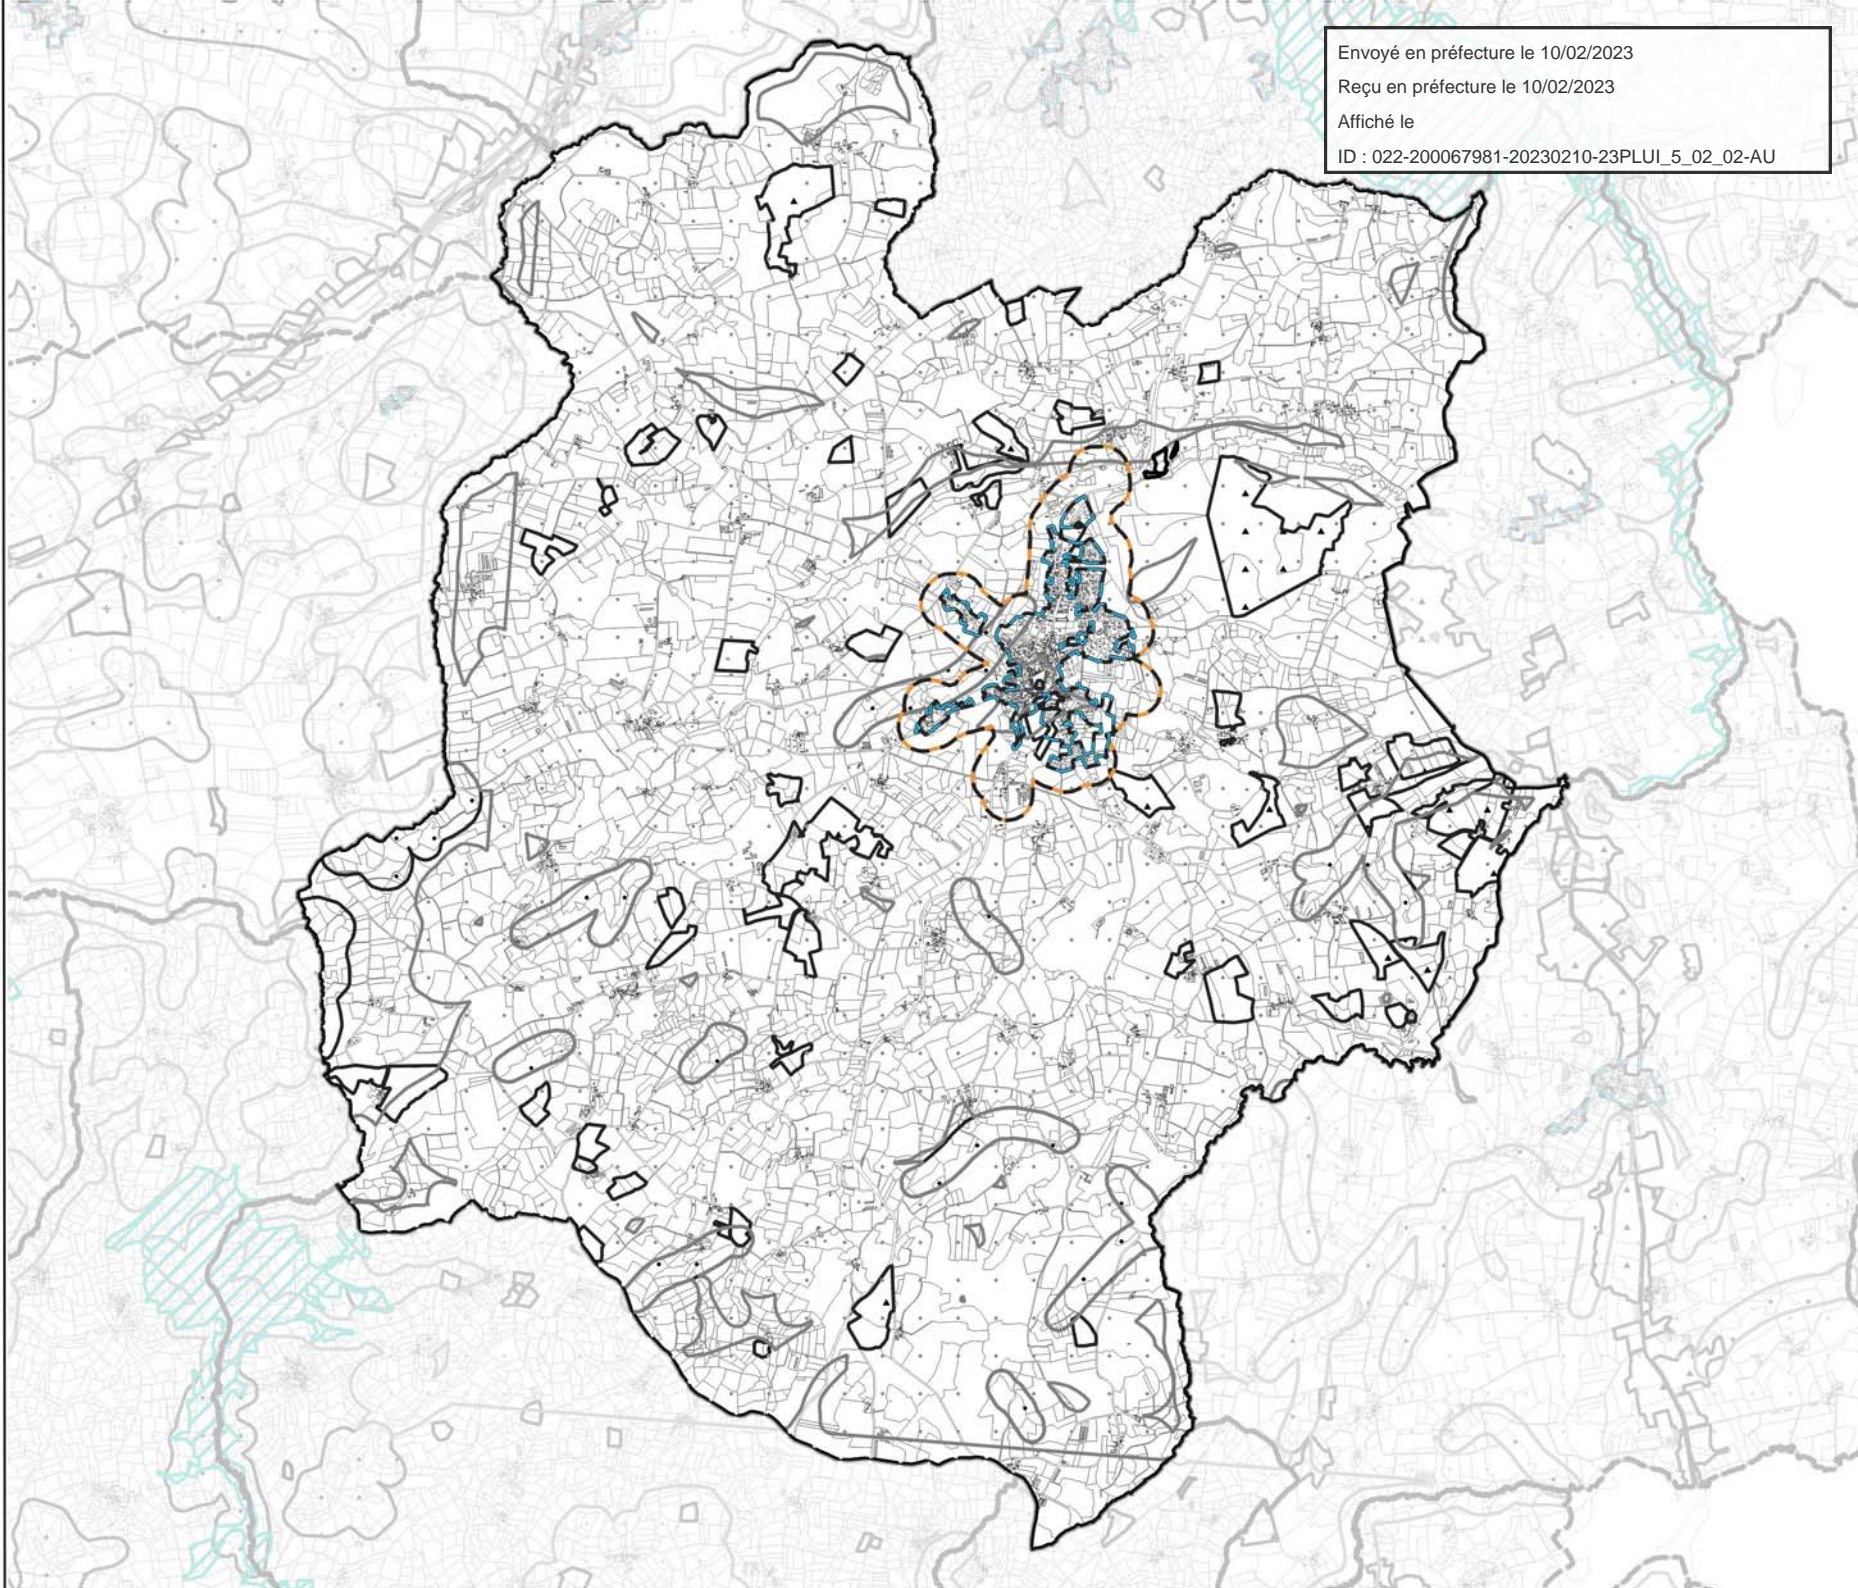 Envoyé en préfecture le 10/02/2023
Reçu en préfecture le 10/02/2023
Affiché le
ID : 022-200067981-20230210-23PLUI_5_02_02-AU